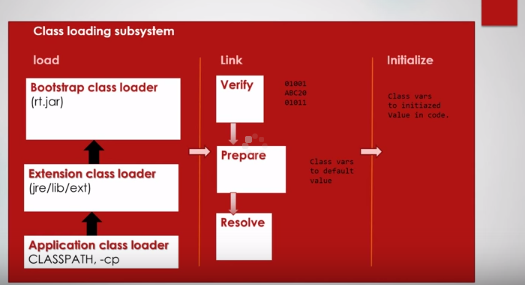 Class loading subsystem
load
Bootstrap class loader
(rt.jar)
Extension class loader
(jre/lib/ext)
Application class loader
CLASSPATH, -cp
Link
Verify
01001
ABC20
01011
Prepare
Class vars
to default
value
Resolve
Initialize
Class vars
to initiazed
Value in code.